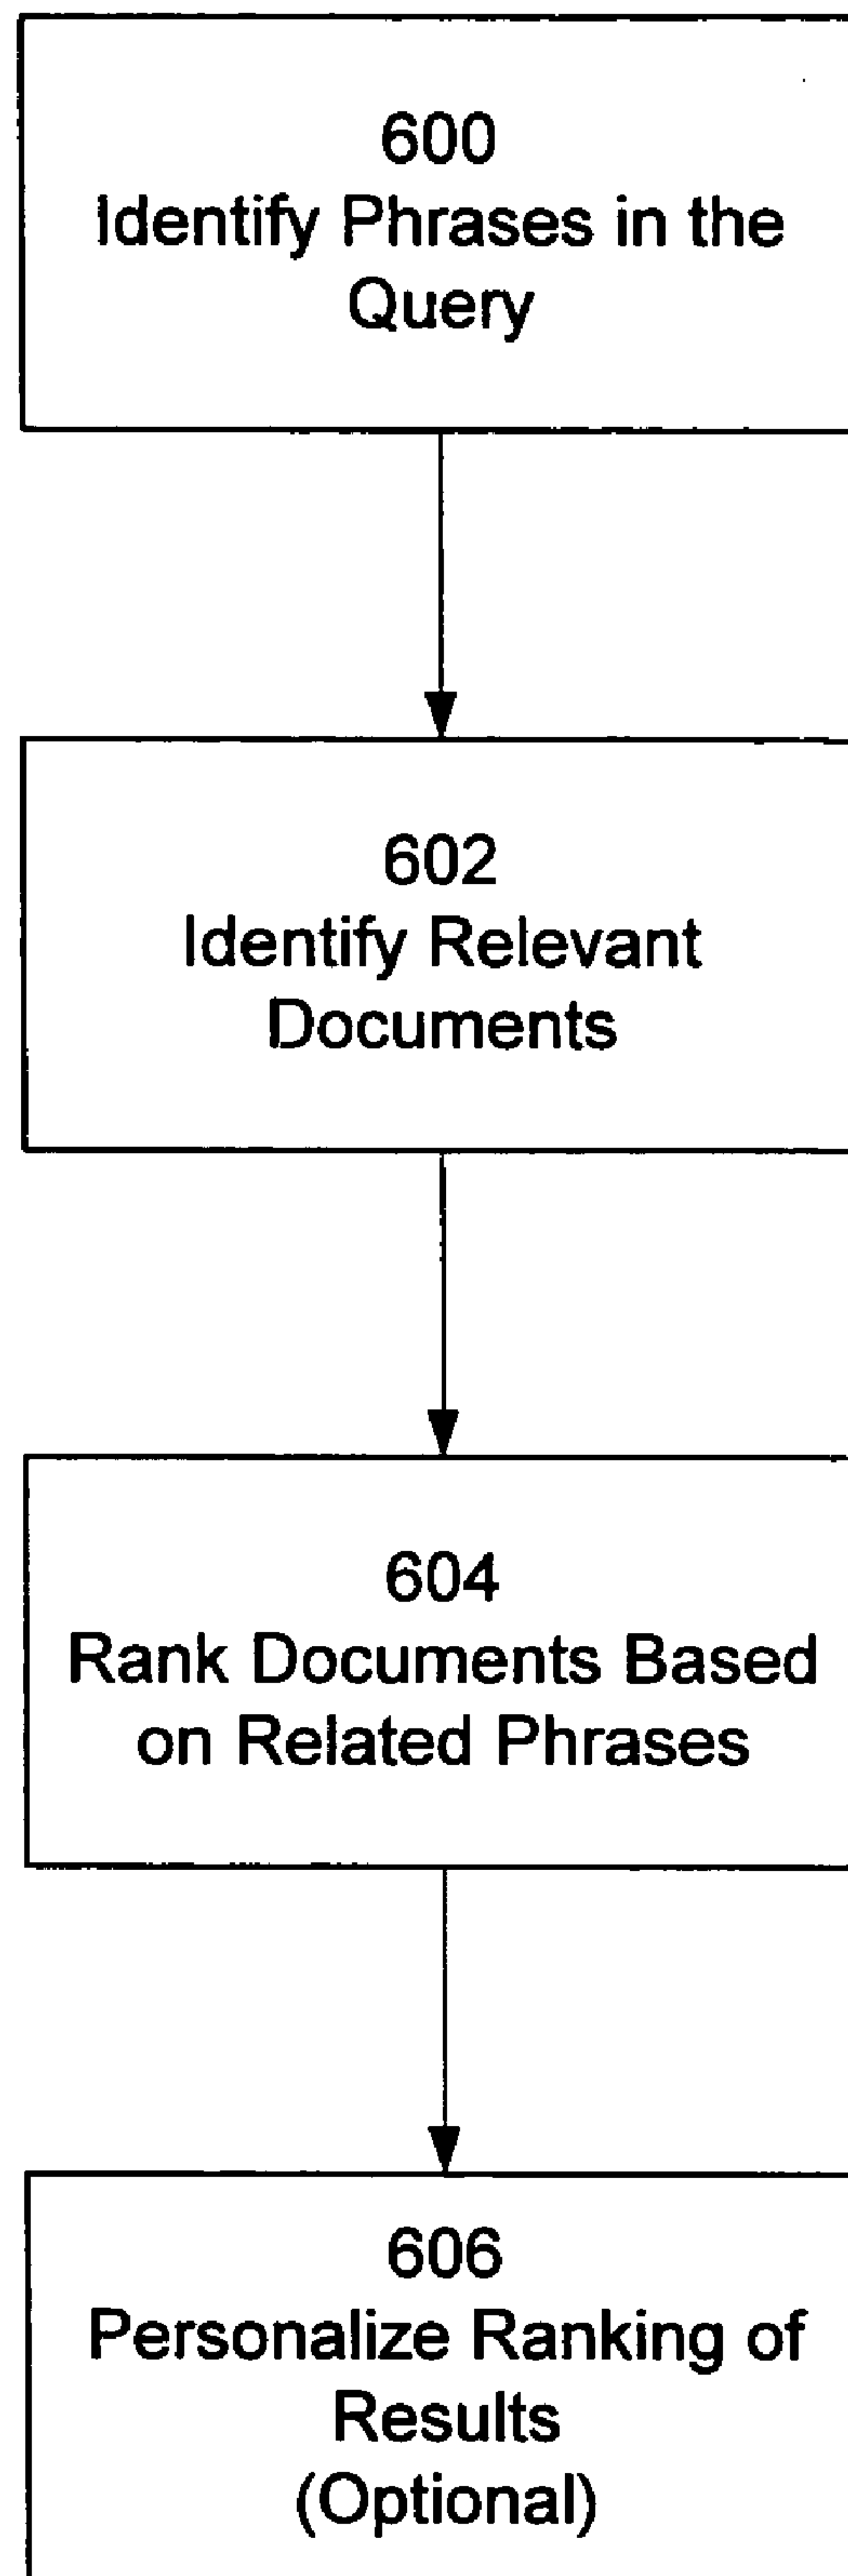 600
Identify Phrases in the
Query
602
Identify Relevant
Documents
604
Rank Documents Based
on Related Phrases
606
Personalize Ranking of
Results
(Optional)